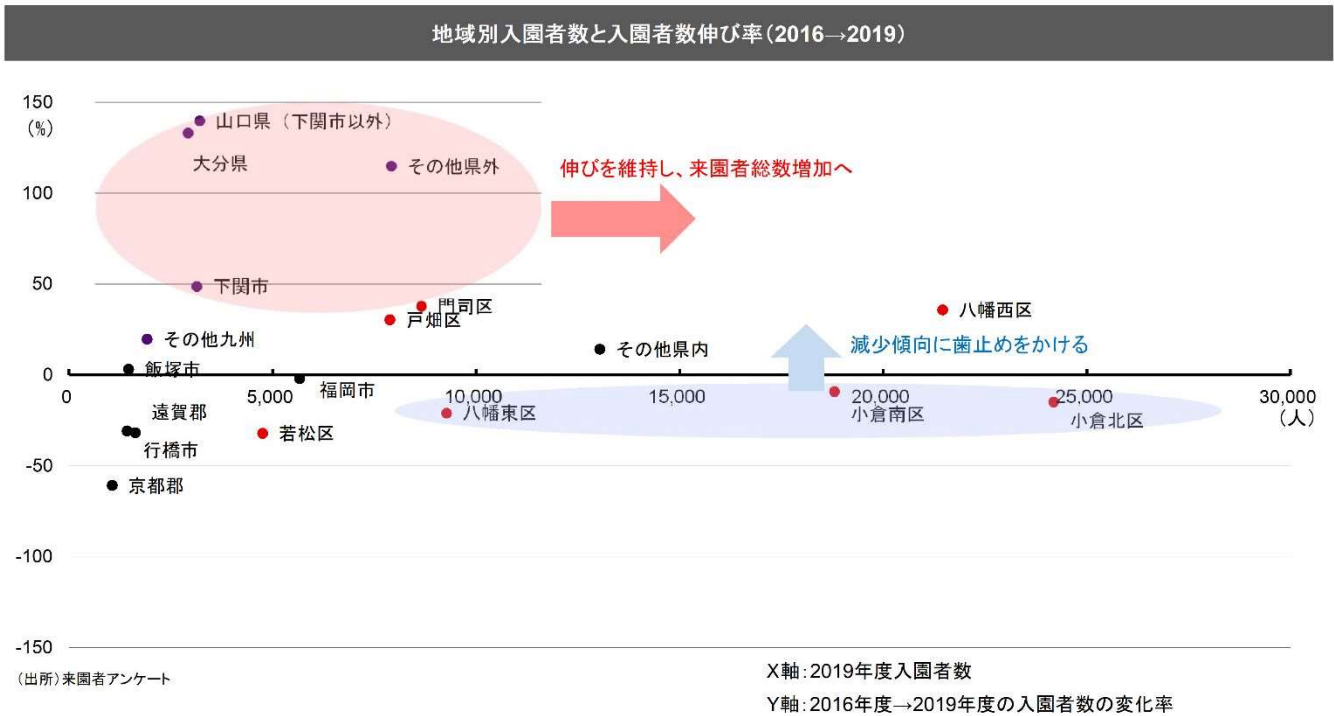 地域別入園者数と入園者数伸び率(2016→2019)
150
(%)
山口県（下関市以外）
大分県
その他県外
伸びを維持し、来園者総数増加へ
100
50
下関市
門司区
戸畑区
八幡西区
その他九州
その他県内
減少傾向に歯止めをかける
飯塚市
0
福岡市
0
5,000
10,000
15,000
20,000
25,000
30,000
(人)
遠賀郡
八幡東区
小倉南区
小倉北区
若松区
行橋市
-50
京都郡
-100
-150
(出所)来園者アンケート
X軸:2019年度入園者数
Y軸:2016年度→2019年度の入園者数の変化率